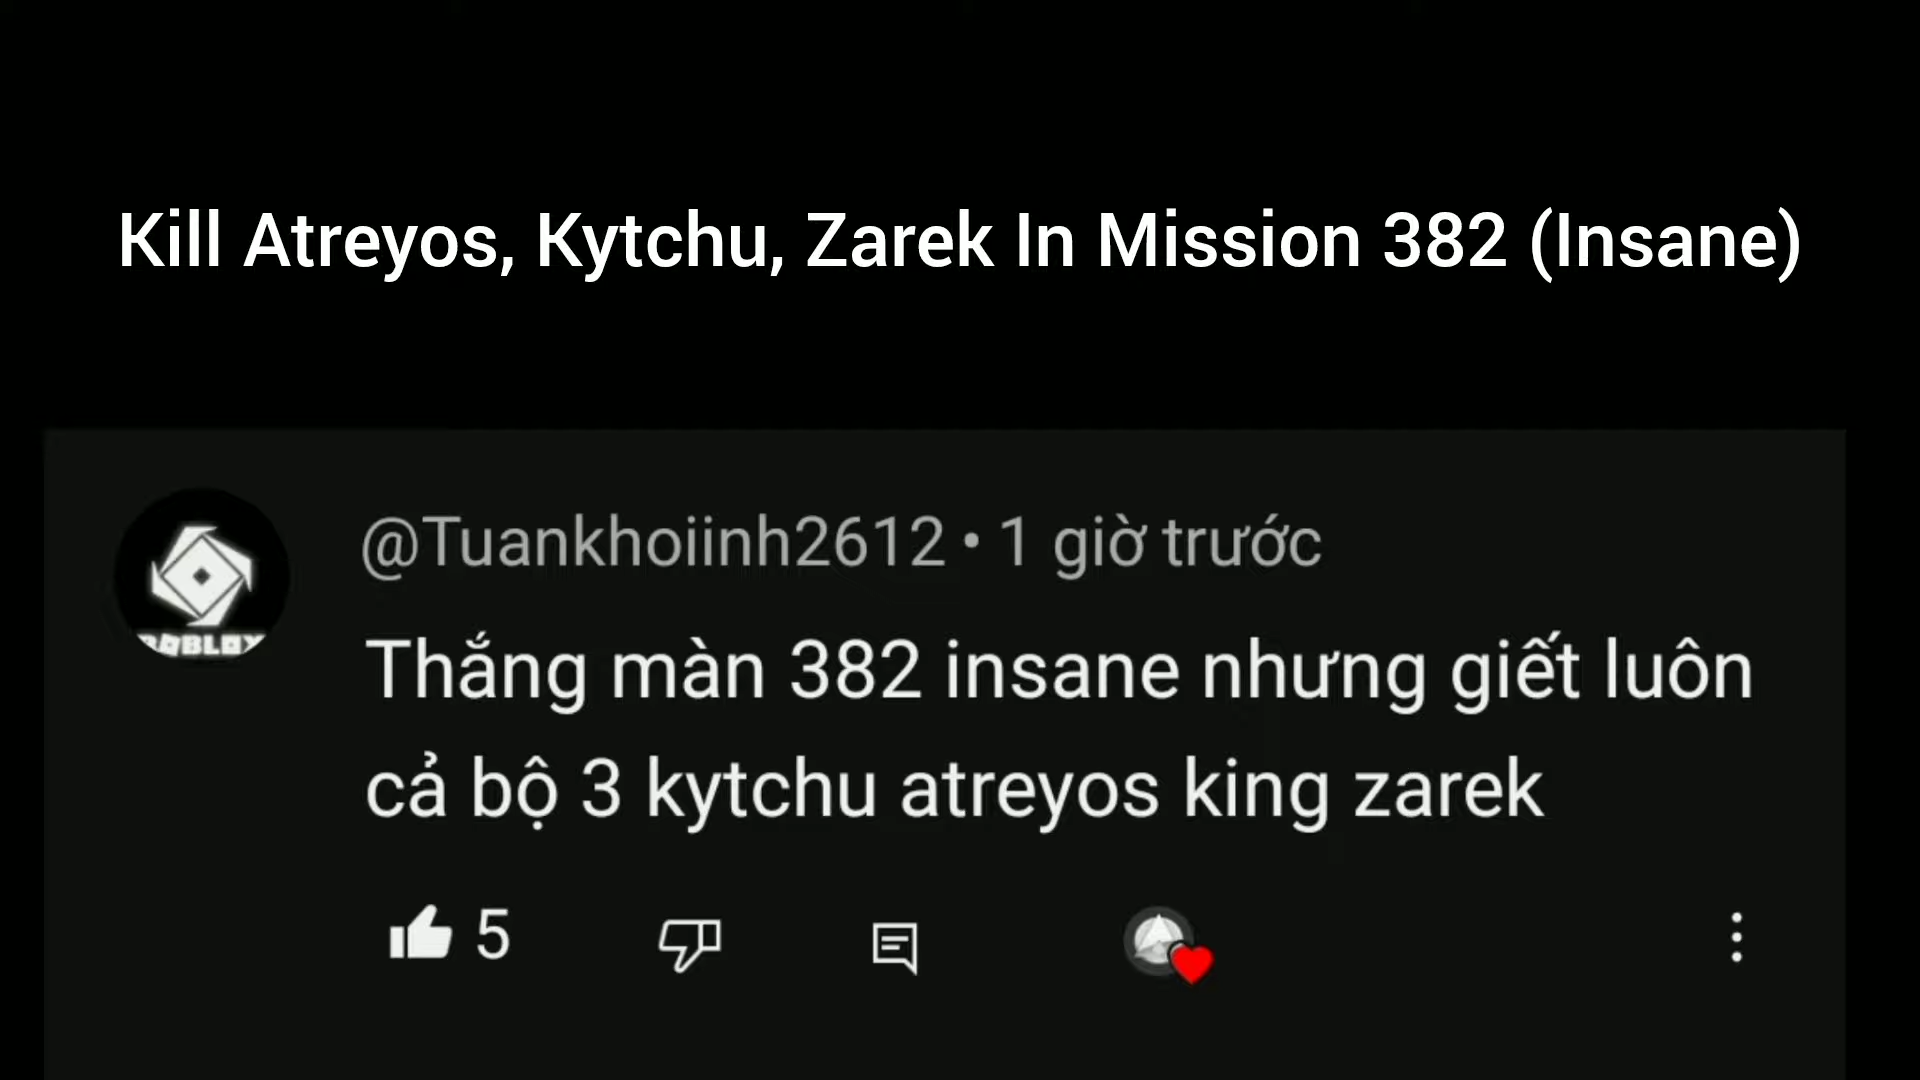 Kill Atreyos, Kytchu, Zarek In Mission 382 (Insane)
@Tuankhoiinh2612 • 1 giờ trước
ROBLOX
Thắng màn 382 insane nhưng giết luôn
cả bộ 3 kytchu atreyos king zarek
5